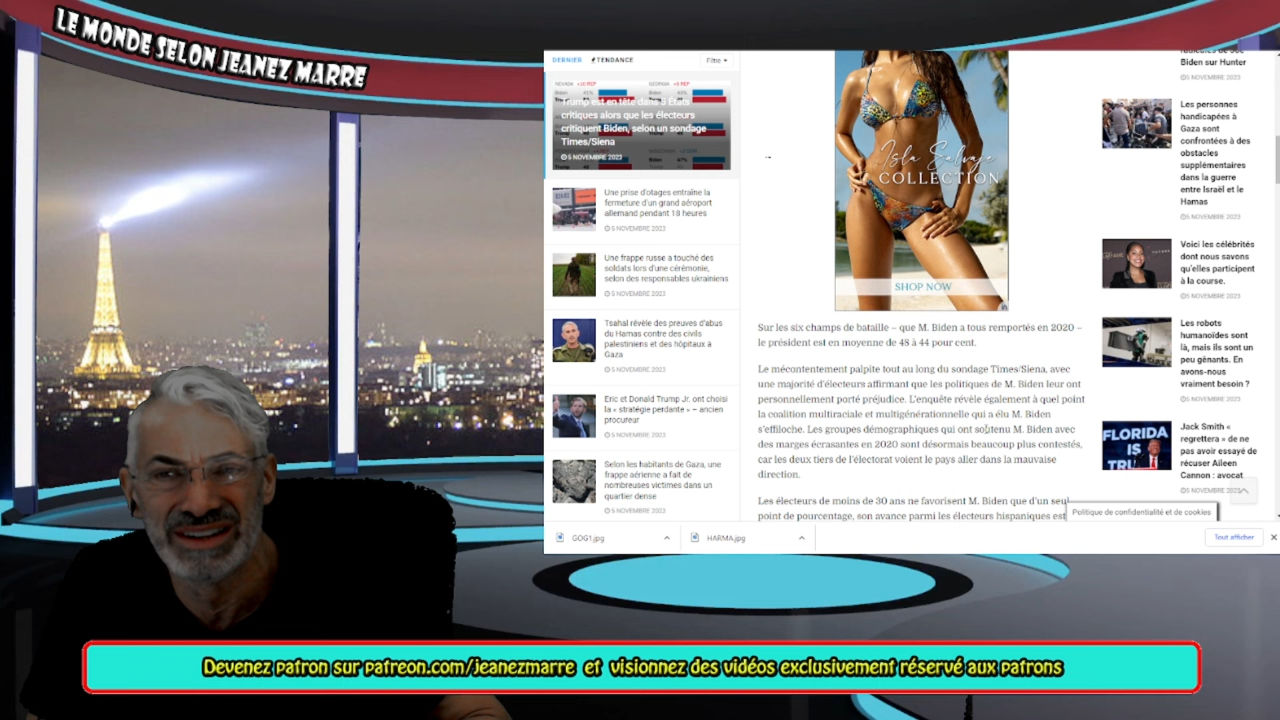 LE MONDE SELON JEANEZ MARRE
DERNIER
TENDANCE
Filtre
NEVADA
GEORGIA
Biden
Biden
Trump est en tête dans 5 États
critiques alors que les électeurs
critiquent Biden, selon un sondage
Times/Siena
Biden
47%
5 NOVEMBRE 2023
Une prise d'otages entraîne la
fermeture d'un grand aéroport
allemand pendant 18 heures
5 NOVEMBRE 2023
Une frappe russe a touché des
soldats lors d'une cérémonie,
selon des responsables ukrainiens
5 NOVEMBRE 2023
Tsahal révèle des preuves d'abus
du Hamas contre des civils
palestiniens et des hôpitaux à
Gaza
5 NOVEMBRE 2023
Eric et Donald Trump Jr. ont choisi
la « stratégie perdante » – ancien
procureur
5 NOVEMBRE 2023
Selon les habitants de Gaza, une
frappe aérienne a fait de
nombreuses victimes dans un
quartier dense
5 NOVEMBRE 2023
Isla Salvaje
COLLECTION
SHOP NOW
Sur les six champs de bataille – que M. Biden a tous remportés en 2020 –
le président est en moyenne de 48 à 44 pour cent.
Le mécontentement palpite tout au long du sondage Times/Siena, avec
une majorité d'électeurs affirmant que les politiques de M. Biden leur ont
personnellement porté préjudice. L'enquête révèle également à quel point
la coalition multiraciale et multigénérationnelle qui a élu M. Biden
s'effiloche. Les groupes démographiques qui ont soutenu M. Biden avec
des marges écrasantes en 2020 sont désormais beaucoup plus contestés,
car les deux tiers de l'électorat voient le pays aller dans la mauvaise
direction.
Les électeurs de moins de 30 ans ne favorisent M. Biden que d'un seul
point de pourcentage, son avance parmi les électeurs hispaniques est
Biden sur Hunter
5 NOVEMBRE 2023
Les personnes
handicapées à
Gaza sont
confrontées à des
obstacles
supplémentaires
dans la guerre
entre Israël et le
Hamas
5 NOVEMBRE 2023
Voici les célébrités
dont nous savons
qu'elles participent
à la course.
5 NOVEMBRE 2023
Les robots
humanoïdes sont
là, mais ils sont un
peu gênants. En
avons-nous
vraiment besoin ?
5 NOVEMBRE 2023
FLORIDA
IS
TRU
Jack Smith «
regrettera » de ne
pas avoir essayé de
récuser Aileen
Cannon : avocat
5 NOVEMBRE 2023
Politique de confidentialité et de cookies
GOG1.jpg
HARMA.jpg
Tout afficher
Devenez patron sur patreon.com/jeanezmarre et visionnez des vidéos exclusivement réservé aux patrons